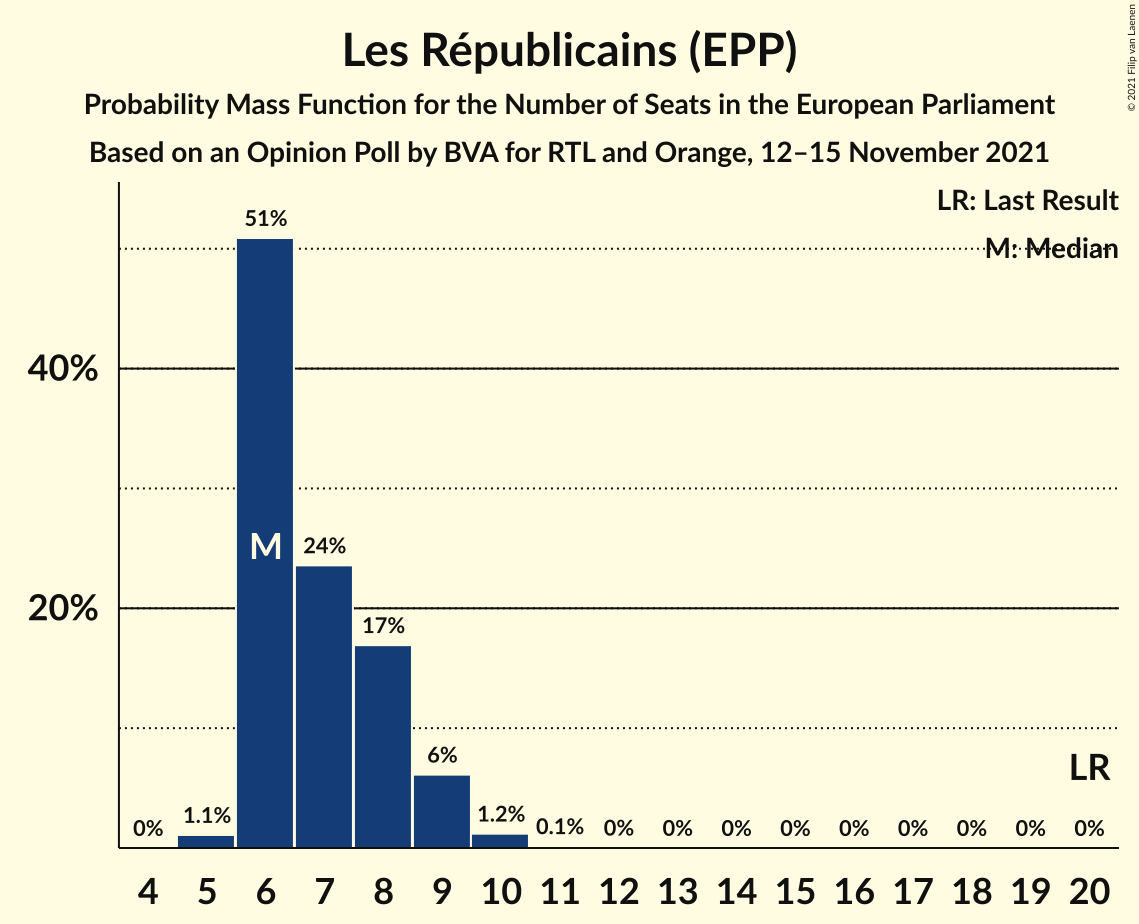 Les Républicains (EPP)
Probability Mass Function for the Number of Seats in the European Parliament
Based on an Opinion Poll by BVA for RTL and Orange, 12–15 November 2021
© 2021 Filip van Laenen
LR: Last Result
M: Median
51%
40%
M
24%
20%
17%
6%
LR
0% 1.1% 1.2% 0.1% 0% 0% 0% 0% 0% 0% 0% 0% 0%
4 5 6 7 8 9 10 11 12 13 14 15 16 17 18 19 20